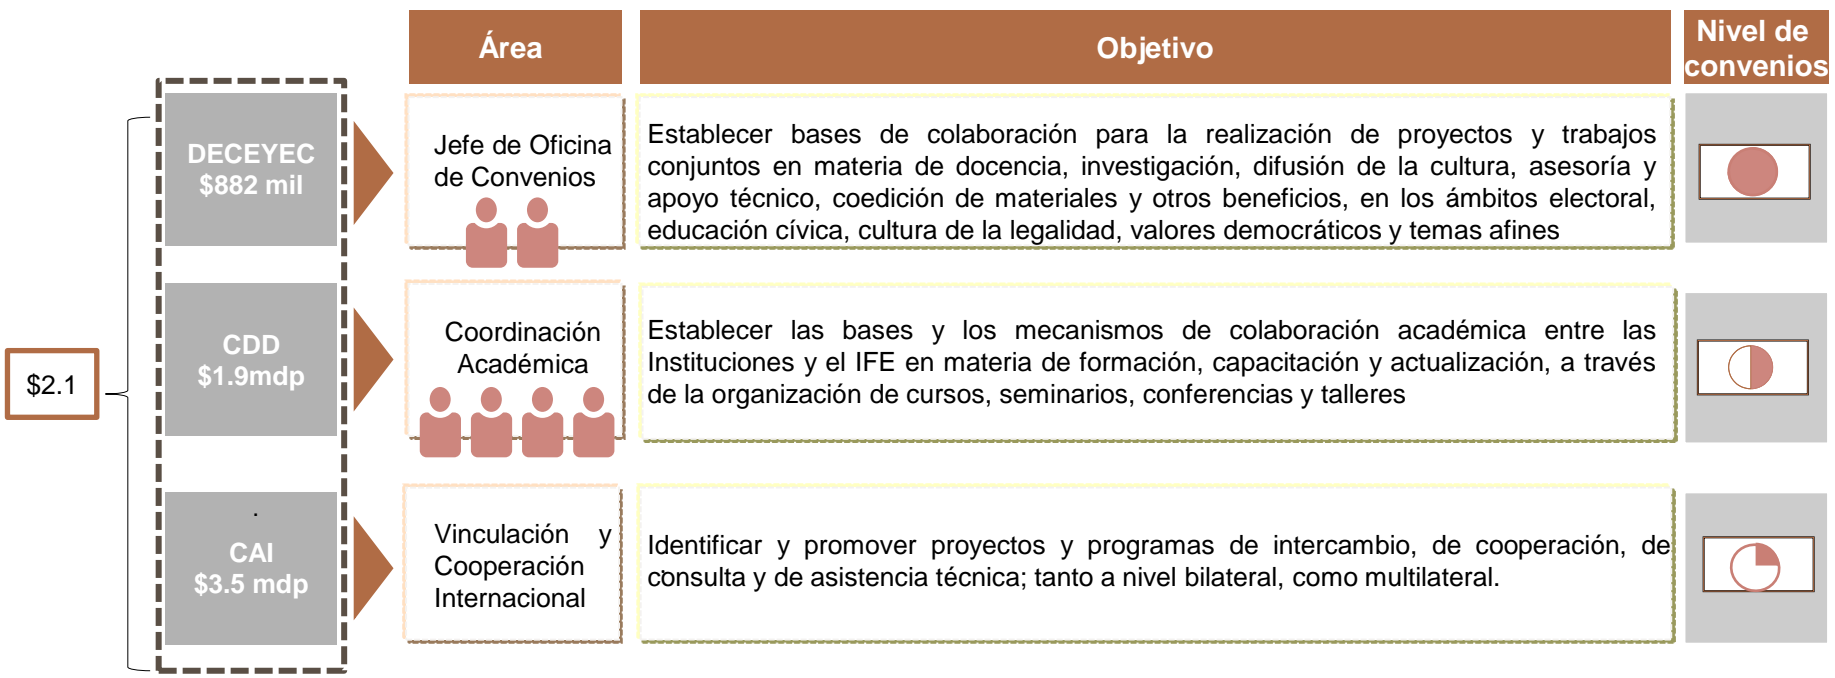 Área
Objetivo
Nivel de
convenios
$2.1
DECEYEC
$882 mil
Jefe de Oficina
de Convenios
Establecer bases de colaboración para la realización de proyectos y trabajos
conjuntos en materia de docencia, investigación, difusión de la cultura, asesoría y
apoyo técnico, coedición de materiales y otros beneficios, en los ámbitos electoral,
educación cívica, cultura de la legalidad, valores democráticos y temas afines
CDD
$1.9mdp
Coordinación
Académica
Establecer las bases y los mecanismos de colaboración académica entre las
Instituciones y el IFE en materia de formación, capacitación y actualización, a través
de la organización de cursos, seminarios, conferencias y talleres
.
CAI
$3.5 mdp
Vinculación y
Cooperación
Internacional
Identificar y promover proyectos y programas de intercambio, de cooperación, de
consulta y de asistencia técnica; tanto a nivel bilateral, como multilateral.